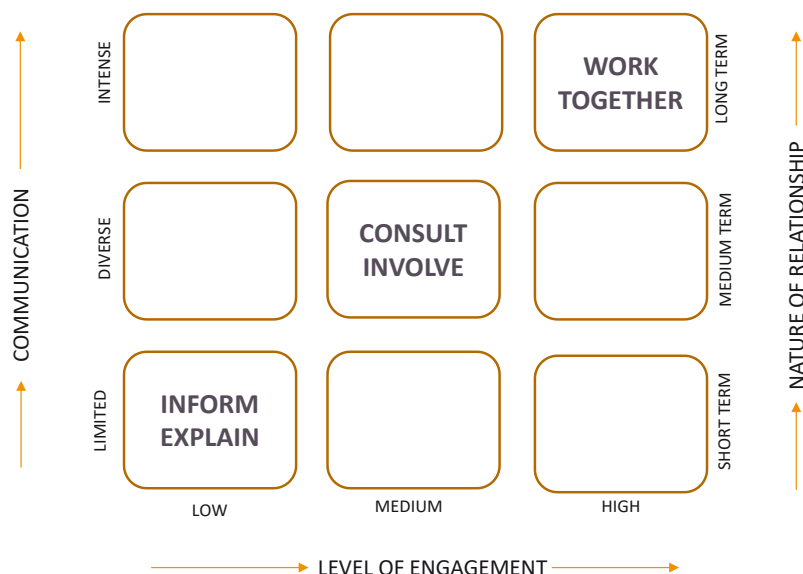 INTENSE
WORK
TOGETHER
LONG TERM
COMMUNICATION
DIVERSE
CONSULT
INVOLVE
MEDIUM TERM
NATURE OF RELATIONSHIP
LIMITED
INFORM
EXPLAIN
SHORT TERM
LOW
MEDIUM
HIGH
LEVEL OF ENGAGEMENT